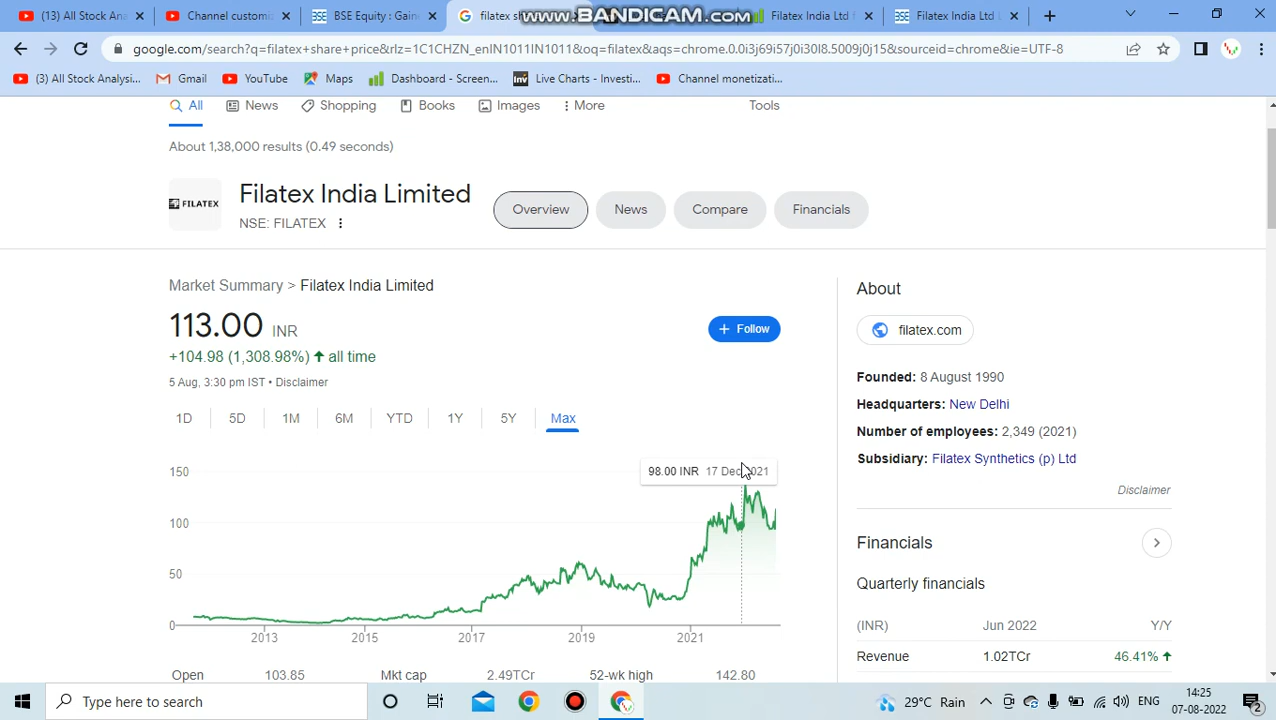 (3) All Stock Ana
Channel custom
BSE Equity : Gain
filatex s
www.BANDICAM.com
Filatex India Ltd
Filatex India Ltd
google.com/search?q=filatex+share+price&rlz=1C1CHZN_enIN1011IN1011&oq=filatex&aqs=chrome.0.0i3j69i57j0i30l8.5009j0j15&sourceid=chrome&ie=UTF-8
(3) All Stock Analysi...
Gmail
YouTube
Maps
Dashboard - Screen...
Inv
Live Charts - Investi...
Channel monetizati...
All
News
Shopping
Books
Images
More
Tools
About 1,38,000 results (0.49 seconds)
FILATEX
Filatex India Limited
NSE: FILATEX
Overview
News
Compare
Financials
Market Summary > Filatex India Limited
113.00 INR
+ Follow
+104.98 (1,308.98%) ↑ all time
5 Aug, 3:30 pm IST • Disclaimer
1D
5D
1M
6M
YTD
1Y
5Y
Max
98.00 INR 17 Dec 2021
150
100
50
0
2013
2015
2017
2019
2021
Open 103.85 Mkt cap 2.49TCr 52-wk high 142.80
About
filatex.com
Founded: 8 August 1990
Headquarters: New Delhi
Number of employees: 2,349 (2021)
Subsidiary: Filatex Synthetics (p) Ltd
Disclaimer
Financials
Quarterly financials
(INR) Jun 2022 Y/Y
Revenue 1.02TCr 46.41% ↑
Type here to search
29°C Rain
ENG
14:25
07-08-2022
2